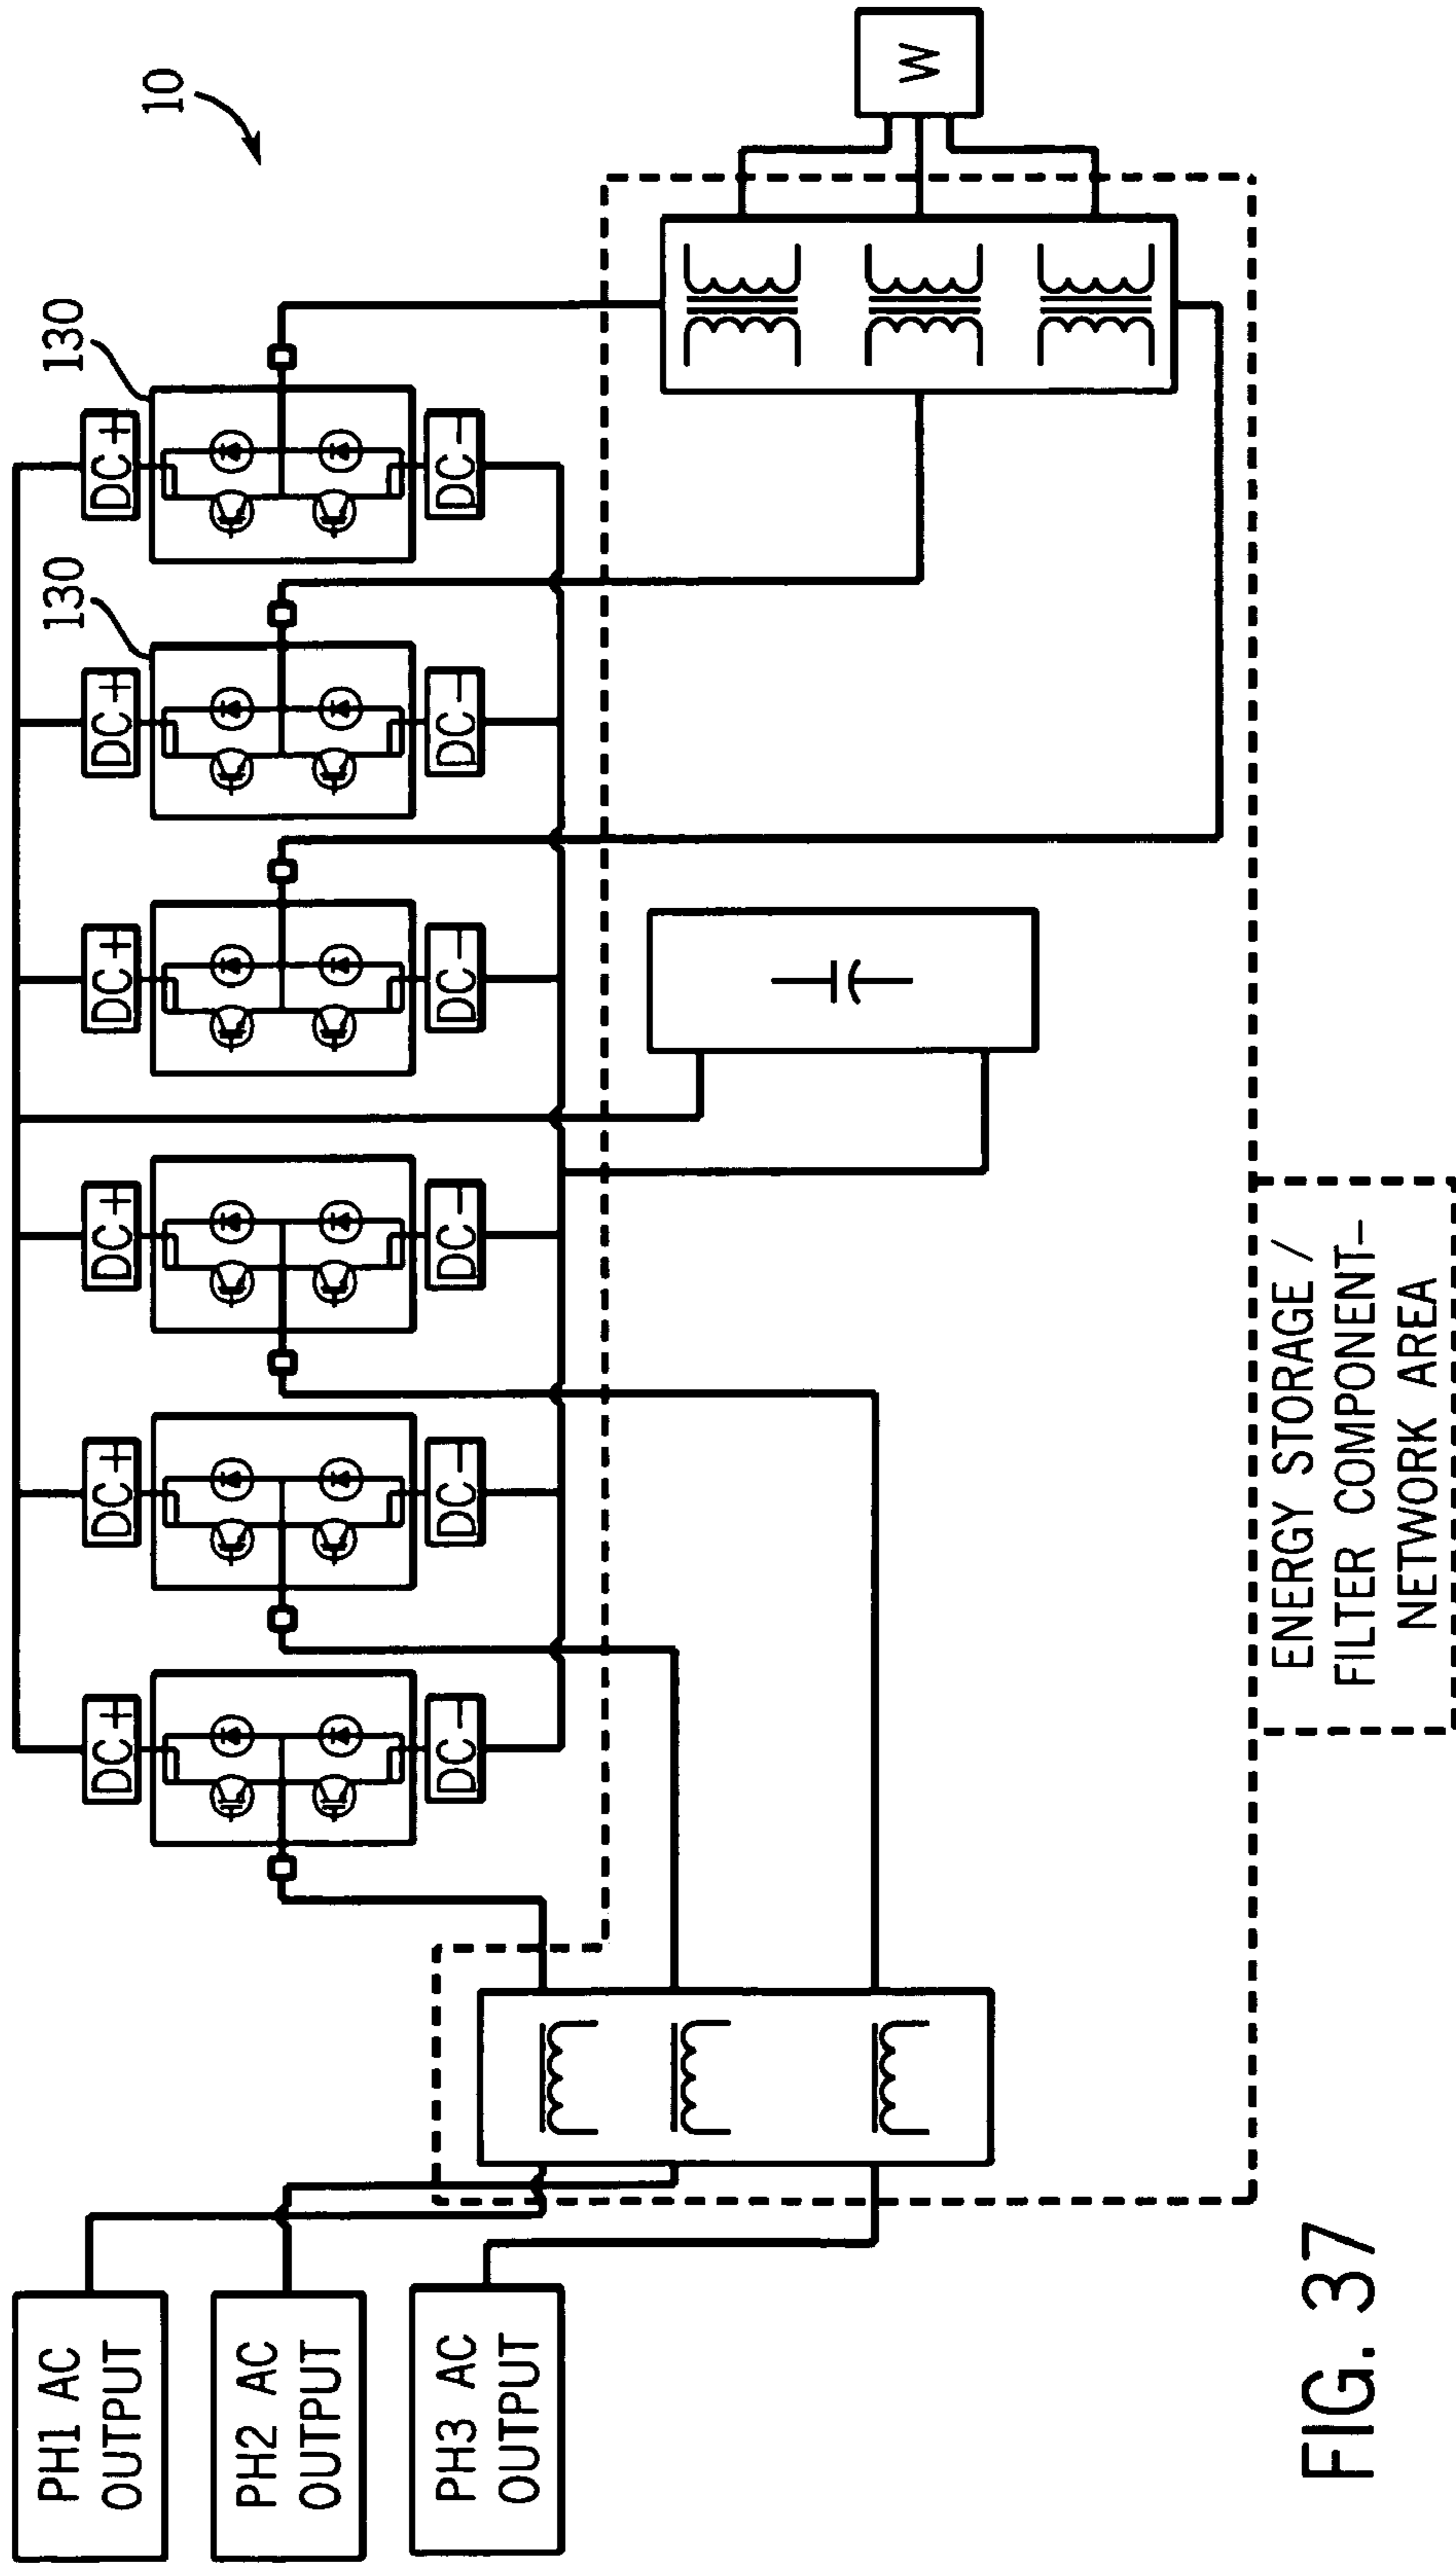 10
130
130
DC+
DC+
DC+
DC+
DC+
DC+
DC–
DC–
DC–
DC–
DC–
DC–
PH1 AC
OUTPUT
PH2 AC
OUTPUT
PH3 AC
OUTPUT
W
ENERGY STORAGE /
FILTER COMPONENT–
NETWORK AREA
FIG. 37